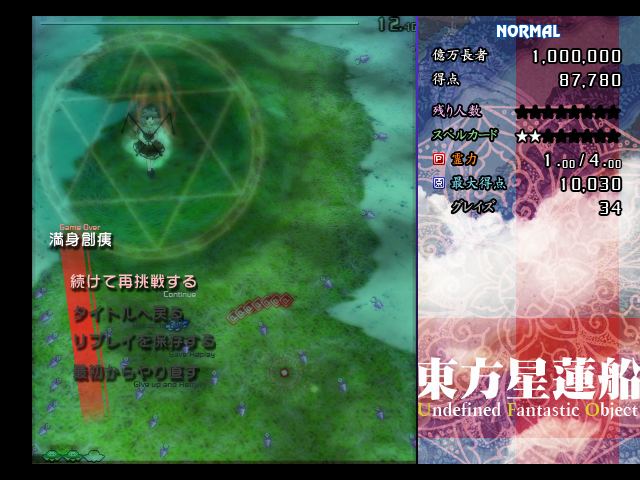 12.46
NORMAL
億万長者 1,000,000
得点 87,780
残り人数
スペルカード
P 霊力 1.00/4.00
点 最大得点 10,030
グレイズ 34
Game Over
満身創痍
続けて再挑戦する
Continue
タイトルへ戻る
リプレイを保存する
Save Replay
最初からやり直す
Give up and Retry
東方星蓮船
Undefined Fantastic Object